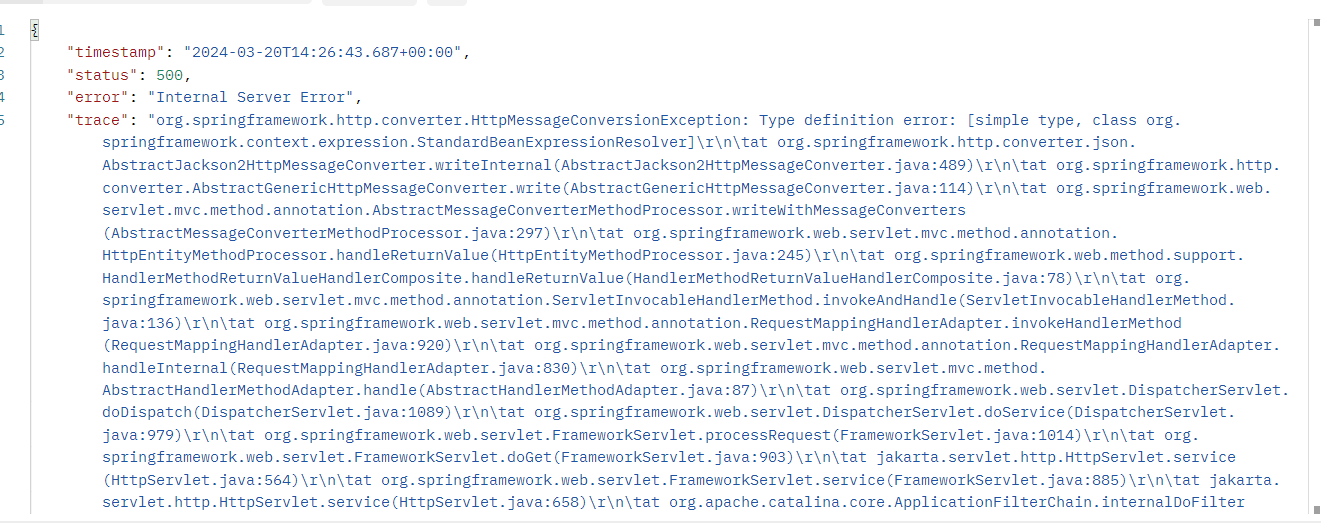 1 {
2 "timestamp": "2024-03-20T14:26:43.687+00:00",
3 "status": 500,
4 "error": "Internal Server Error",
5 "trace": "org.springframework.http.converter.HttpMessageConversionException: Type definition error: [simple type, class org.
springframework.context.expression.StandardBeanExpressionResolver]\r\n\tat org.springframework.http.converter.json.
AbstractJackson2HttpMessageConverter.writeInternal(AbstractJackson2HttpMessageConverter.java:489)\r\n\tat org.springframework.http.
converter.AbstractGenericHttpMessageConverter.write(AbstractGenericHttpMessageConverter.java:114)\r\n\tat org.springframework.web.
servlet.mvc.method.annotation.AbstractMessageConverterMethodProcessor.writeWithMessageConverters
(AbstractMessageConverterMethodProcessor.java:297)\r\n\tat org.springframework.web.servlet.mvc.method.annotation.
HttpEntityMethodProcessor.handleReturnValue(HttpEntityMethodProcessor.java:245)\r\n\tat org.springframework.web.method.support.
HandlerMethodReturnValueHandlerComposite.handleReturnValue(HandlerMethodReturnValueHandlerComposite.java:78)\r\n\tat org.
springframework.web.servlet.mvc.method.annotation.ServletInvocableHandlerMethod.invokeAndHandle(ServletInvocableHandlerMethod.
java:136)\r\n\tat org.springframework.web.servlet.mvc.method.annotation.RequestMappingHandlerAdapter.invokeHandlerMethod
(RequestMappingHandlerAdapter.java:920)\r\n\tat org.springframework.web.servlet.mvc.method.annotation.RequestMappingHandlerAdapter.
handleInternal(RequestMappingHandlerAdapter.java:830)\r\n\tat org.springframework.web.servlet.mvc.method.
AbstractHandlerMethodAdapter.handle(AbstractHandlerMethodAdapter.java:87)\r\n\tat org.springframework.web.servlet.DispatcherServlet.
doDispatch(DispatcherServlet.java:1089)\r\n\tat org.springframework.web.servlet.DispatcherServlet.doService(DispatcherServlet.
java:979)\r\n\tat org.springframework.web.servlet.FrameworkServlet.processRequest(FrameworkServlet.java:1014)\r\n\tat org.
springframework.web.servlet.FrameworkServlet.doGet(FrameworkServlet.java:903)\r\n\tat jakarta.servlet.http.HttpServlet.service
(HttpServlet.java:564)\r\n\tat org.springframework.web.servlet.FrameworkServlet.service(FrameworkServlet.java:885)\r\n\tat jakarta.
servlet.http.HttpServlet.service(HttpServlet.java:658)\r\n\tat org.apache.catalina.core.ApplicationFilterChain.internalDoFilter